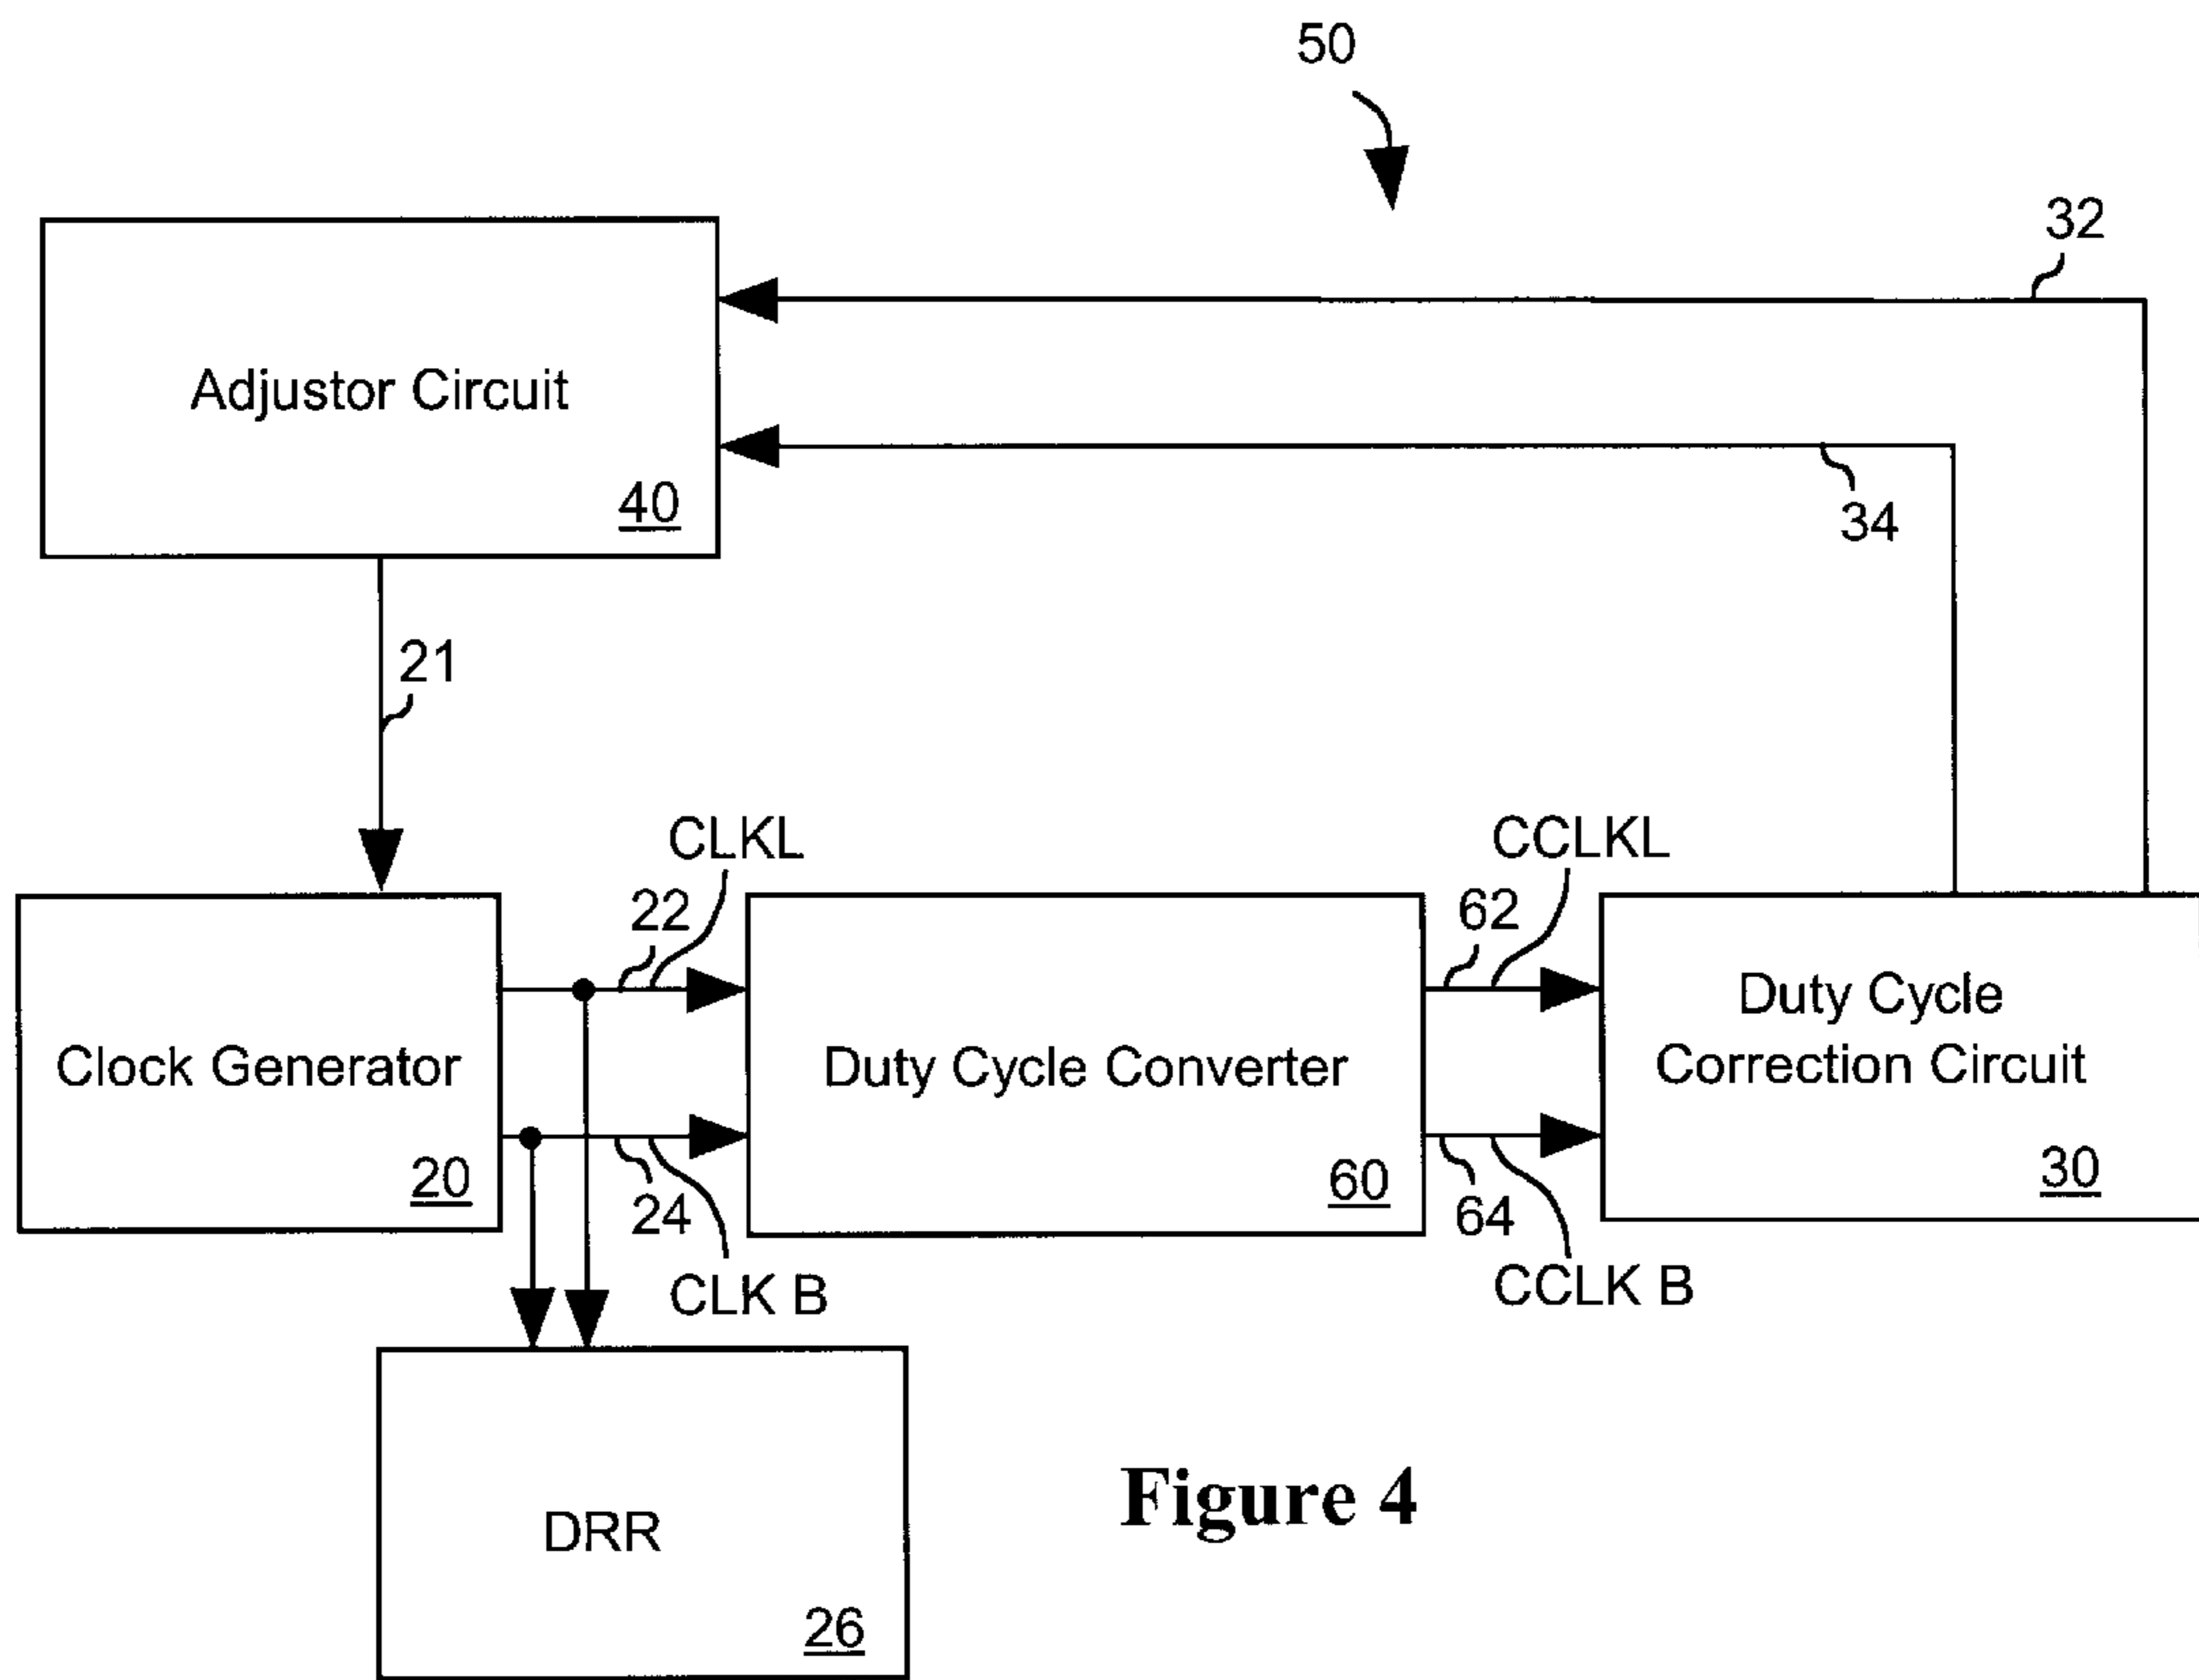 50
32
Adjustor Circuit
40
34
21
CLKL
CCLKL
22
62
Clock Generator
20
Duty Cycle Converter
60
Duty Cycle
Correction Circuit
30
24
64
CLK B
CCLK B
DRR
26
Figure 4